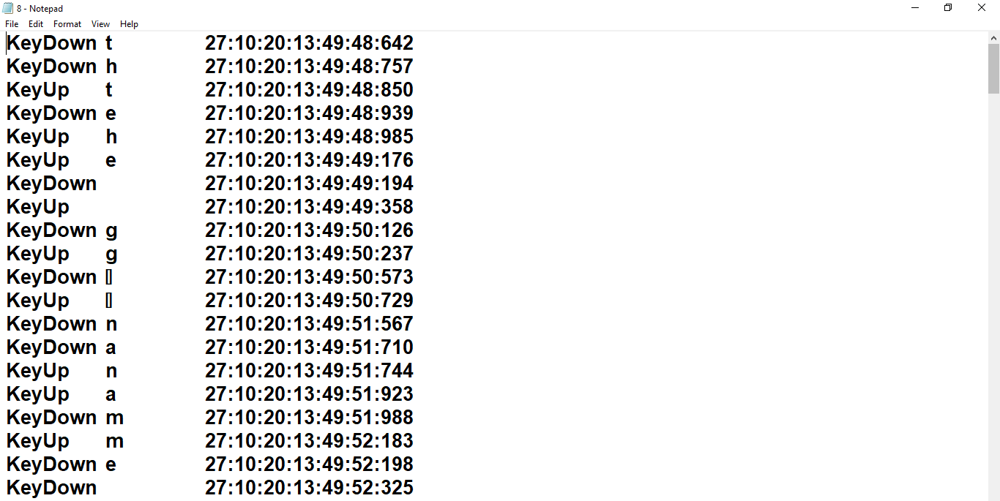 8 - Notepad
File Edit Format View Help
KeyDown t 27:10:20:13:49:48:642
KeyDown h 27:10:20:13:49:48:757
KeyUp t 27:10:20:13:49:48:850
KeyDown e 27:10:20:13:49:48:939
KeyUp h 27:10:20:13:49:48:985
KeyUp e 27:10:20:13:49:49:176
KeyDown 27:10:20:13:49:49:194
KeyUp 27:10:20:13:49:49:358
KeyDown g 27:10:20:13:49:50:126
KeyUp g 27:10:20:13:49:50:237
KeyDown [] 27:10:20:13:49:50:573
KeyUp [] 27:10:20:13:49:50:729
KeyDown n 27:10:20:13:49:51:567
KeyDown a 27:10:20:13:49:51:710
KeyUp n 27:10:20:13:49:51:744
KeyUp a 27:10:20:13:49:51:923
KeyDown m 27:10:20:13:49:51:988
KeyUp m 27:10:20:13:49:52:183
KeyDown e 27:10:20:13:49:52:198
KeyDown 27:10:20:13:49:52:325